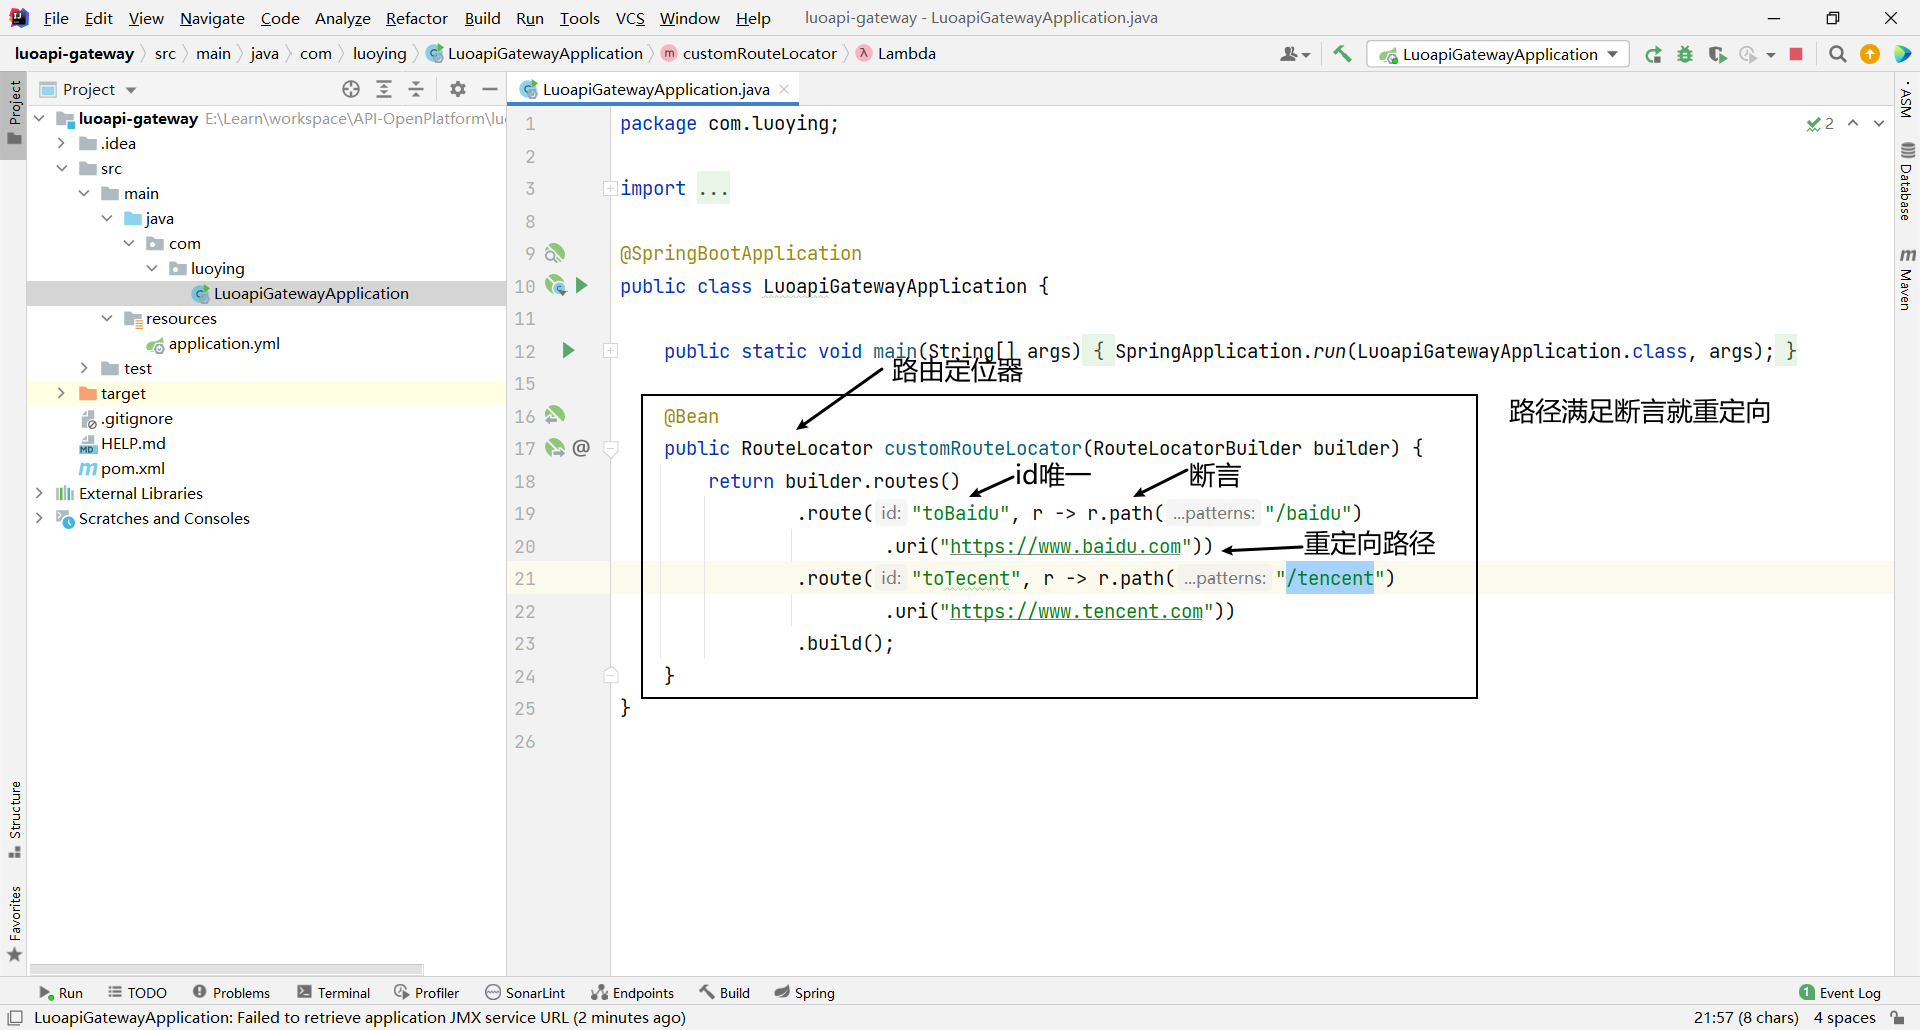 File Edit View Navigate Code Analyze Refactor Build Run Tools VCS Window Help luoapi-gateway - LuoapiGatewayApplication.java
luoapi-gateway src main java com luoying LuoapiGatewayApplication m customRouteLocator λ Lambda LuoapiGatewayApplication
Project LuoapiGatewayApplication.java
Project
luoapi-gateway E:\Learn\workspace\API-OpenPlatform\luo
.idea
src
main
java
com
luoying
LuoapiGatewayApplication
resources
application.yml
test
target
.gitignore
HELP.md
pom.xml
External Libraries
Scratches and Consoles
Structure
Favorites
1 package com.luoying;
2
3 import ...
8
9 @SpringBootApplication
10 public class LuoapiGatewayApplication {
11
12 public static void main(String[] args) { SpringApplication.run(LuoapiGatewayApplication.class, args); }
路由定位器
15
路径满足断言就重定向
16 @Bean
17 @ public RouteLocator customRouteLocator(RouteLocatorBuilder builder) {
id唯一 断言
18 return builder.routes()
19 .route( id: "toBaidu", r -> r.path( ...patterns: "/baidu")
20 .uri("https://www.baidu.com")) 重定向路径
21 .route( id: "toTecent", r -> r.path( ...patterns: "/tencent")
22 .uri("https://www.tencent.com"))
23 .build();
24 }
25 }
26
2
ASM
Database
m Maven
Run TODO Problems Terminal Profiler SonarLint Endpoints Build Spring 1 Event Log
LuoapiGatewayApplication: Failed to retrieve application JMX service URL (2 minutes ago) 21:57 (8 chars) 4 spaces